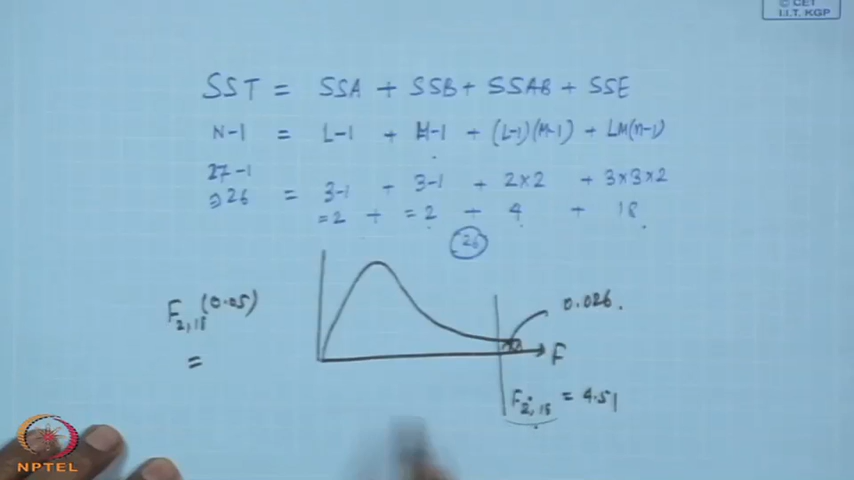 © CET
I.I.T. KGP
SST = SSA + SSB + SSAB + SSE
N-1 = L-1 + M-1 + (L-1)(M-1) + LM(n-1)
27-1
⇒ 26 = 3-1 + 3-1 + 2×2 + 3×3×2
=2 + =2 + 4 + 18
26
F2,18 (0.05)
=
0.026.
F
F2,18 = 4.51
NPTEL